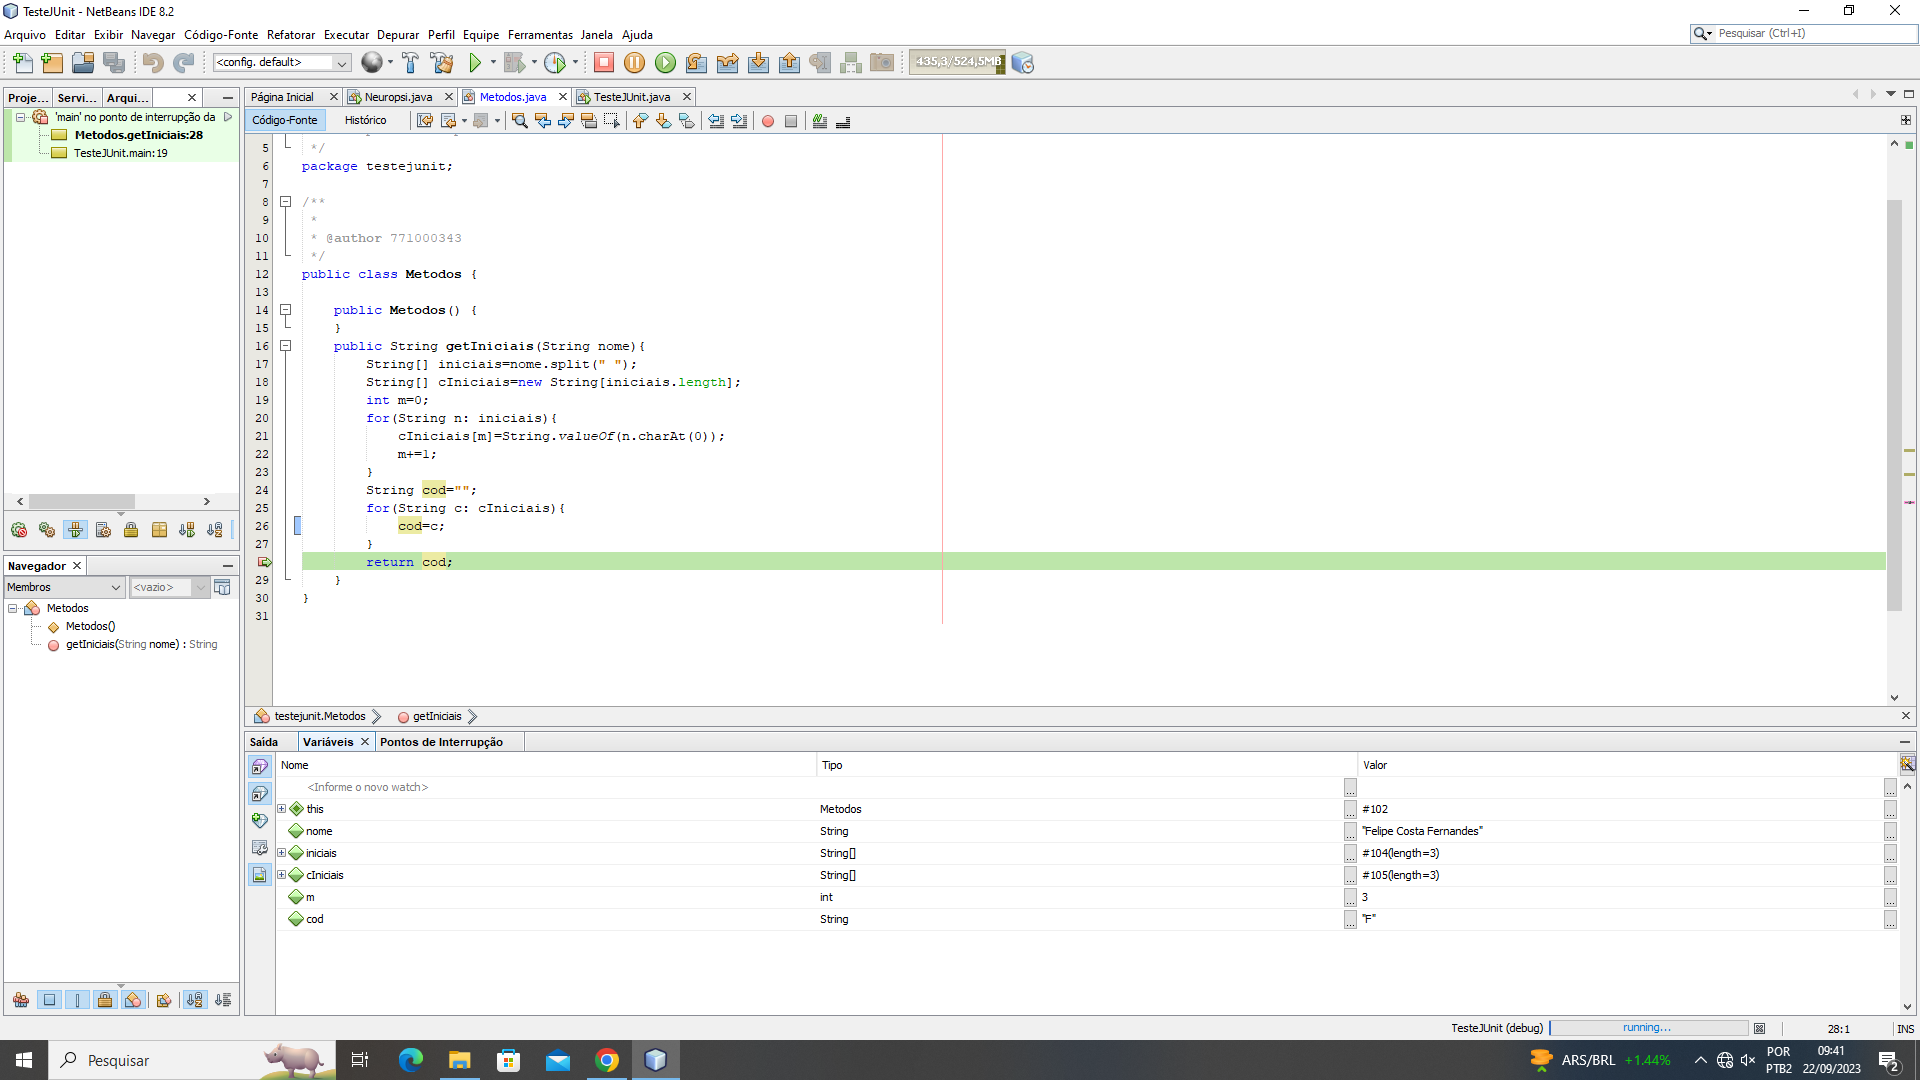 TesteJUnit - NetBeans IDE 8.2
Arquivo Editar Exibir Navegar Código-Fonte Refatorar Executar Depurar Perfil Equipe Ferramentas Janela Ajuda
Pesquisar (Ctrl+I)
<config. default>
435,3/524,5MB
Proje... Servi... Arqui...
Página Inicial Neuropsi.java Metodos.java TesteJUnit.java
'main' no ponto de interrupção da
Metodos.getIniciais:28
TesteJUnit.main:19
Código-Fonte Histórico
5 */
6 package testejunit;
7
8 /**
9 *
10 * @author 771000343
11 */
12 public class Metodos {
13
14 public Metodos() {
15 }
16 public String getIniciais(String nome){
17 String[] iniciais=nome.split(" ");
18 String[] cIniciais=new String[iniciais.length];
19 int m=0;
20 for(String n: iniciais){
21 cIniciais[m]=String.valueOf(n.charAt(0));
22 m+=1;
23 }
24 String cod="";
25 for(String c: cIniciais){
26 cod=c;
27 }
return cod;
29 }
30 }
31
Navegador
Membros <vazio>
Metodos
Metodos()
getIniciais(String nome) : String
testejunit.Metodos getIniciais
Saída Variáveis Pontos de Interrupção
Nome Tipo Valor
<Informe o novo watch>
this Metodos #102
nome String "Felipe Costa Fernandes"
iniciais String[] #104(length=3)
cIniciais String[] #105(length=3)
m int 3
cod String "F"
TesteJUnit (debug) running... 28:1 INS
Pesquisar
ARS/BRL +1.44%
POR
PTB2
09:41
22/09/2023
2